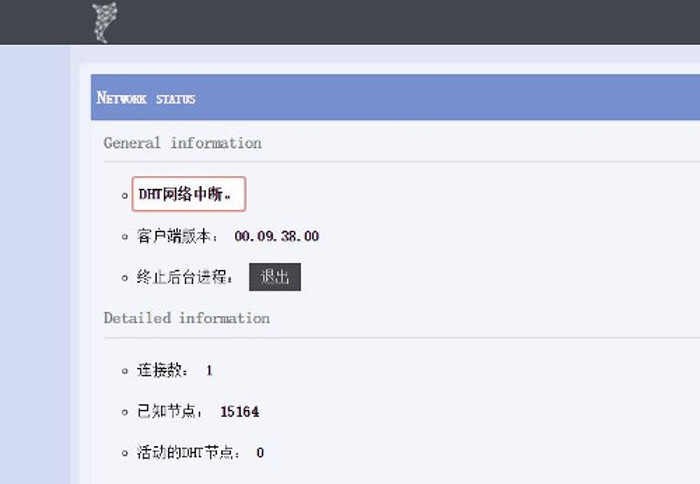 Network status
General information
DHT网络中断。
客户端版本: 00.09.38.00
终止后台进程: 退出
Detailed information
连接数: 1
已知节点: 15164
活动的DHT节点: 0